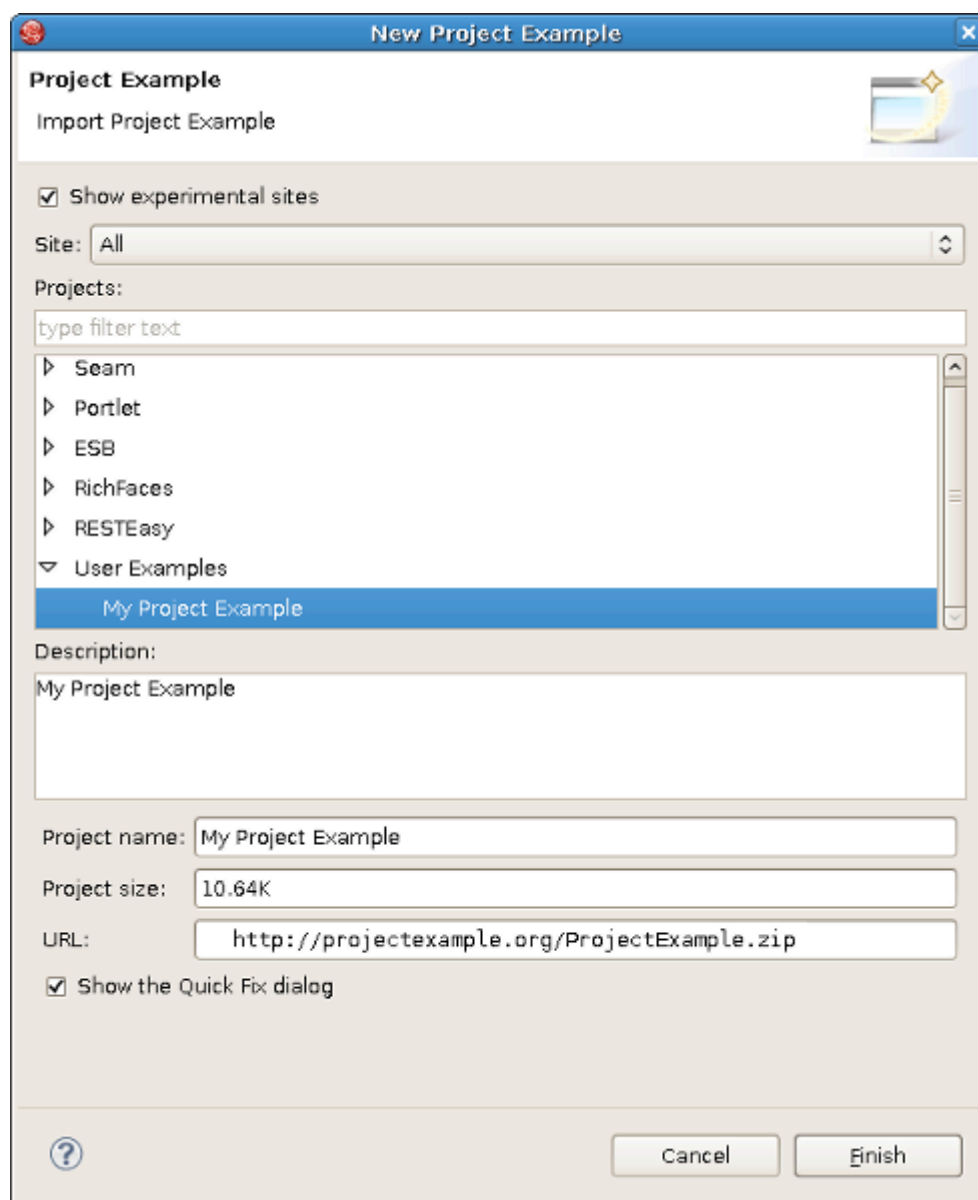 New Project Example
Project Example
Import Project Example
Show experimental sites
Site: All
Projects:
type filter text
Seam
Portlet
ESB
RichFaces
RESTEasy
User Examples
My Project Example
Description:
My Project Example
Project name: My Project Example
Project size: 10.64K
URL: http://projectexample.org/ProjectExample.zip
Show the Quick Fix dialog
? Cancel Finish